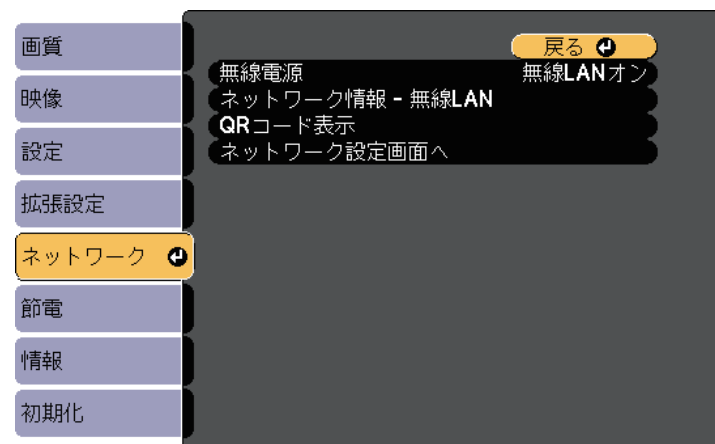 画質
映像
設定
拡張設定
ネットワーク
節電
情報
初期化
戻る
無線電源 無線LANオン
ネットワーク情報 - 無線LAN
QRコード表示
ネットワーク設定画面へ